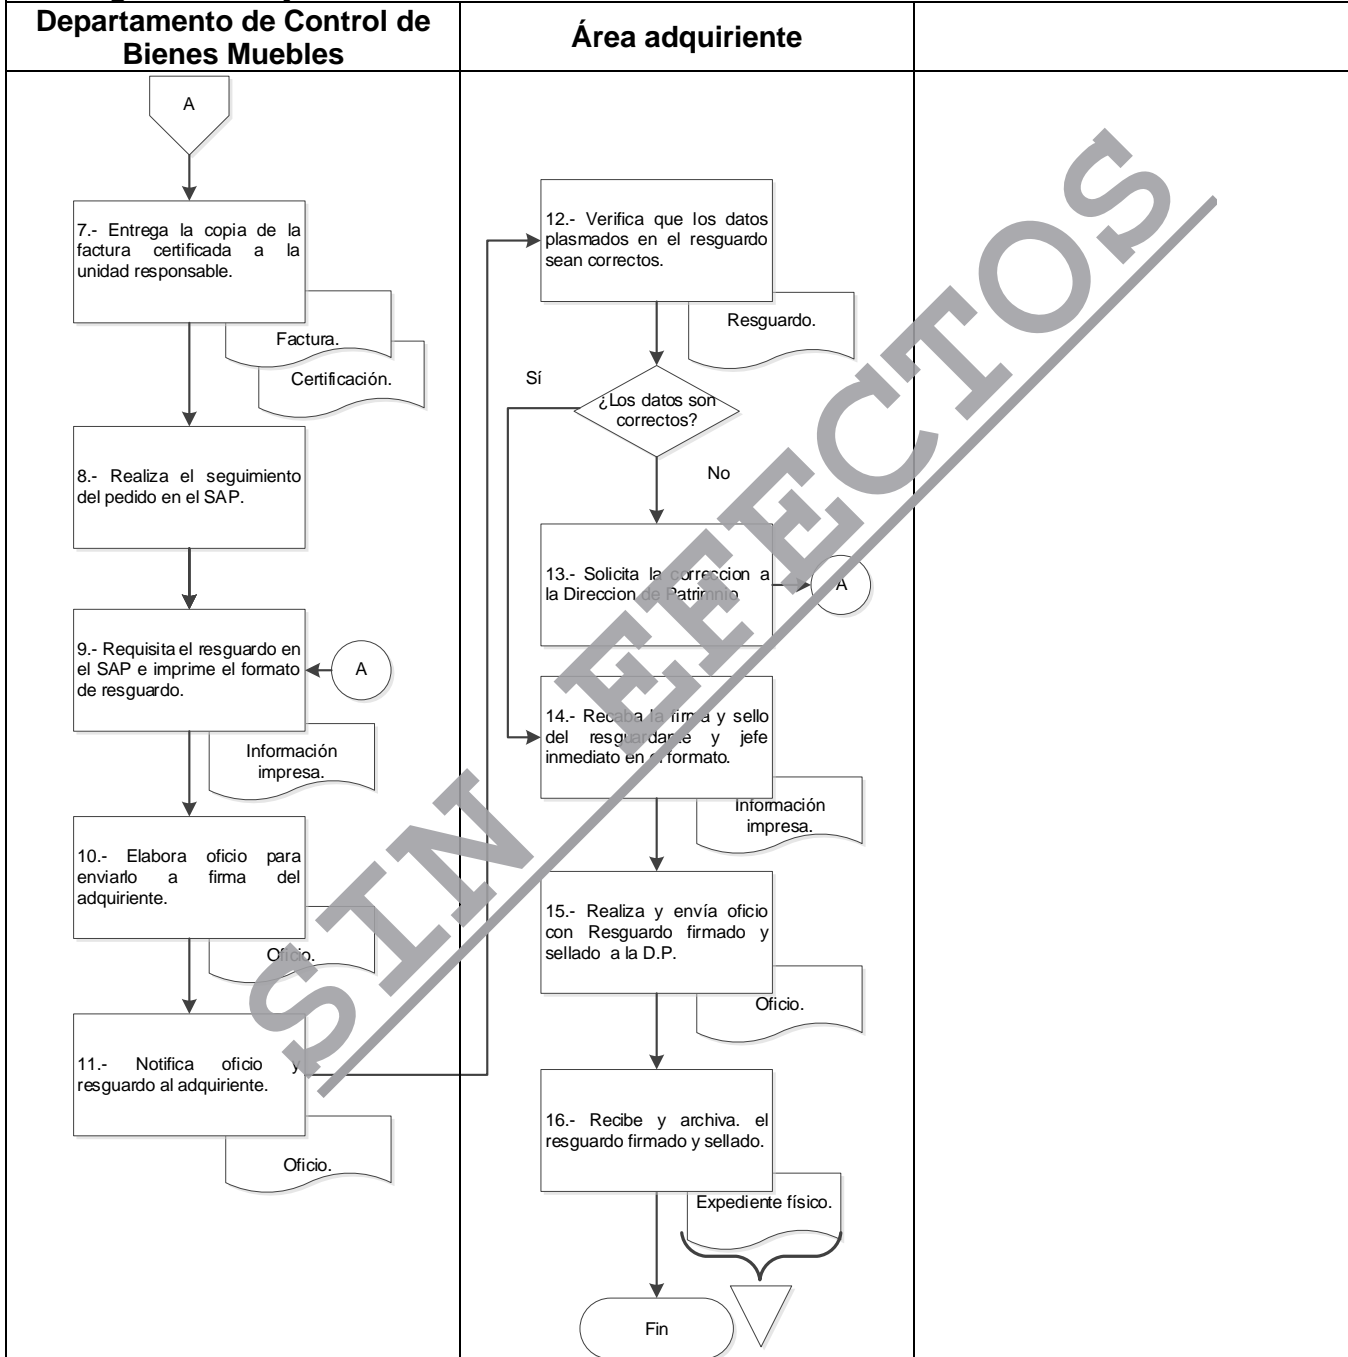 Departamento de Control de
Bienes Muebles
Área adquiriente
A
7.- Entrega la copia de la
factura certificada a la
unidad responsable.
Factura.
Certificación.
8.- Realiza el seguimiento
del pedido en el SAP.
9.- Requisita el resguardo en
el SAP e imprime el formato
de resguardo.
A
Información
impresa.
10.- Elabora oficio para
enviarlo a firma del
adquiriente.
Oficio.
11.- Notifica oficio y
resguardo al adquiriente.
Oficio.
12.- Verifica que los datos
plasmados en el resguardo
sean correctos.
Resguardo.
Sí
¿Los datos son
correctos?
No
13.- Solicita la correccion a
la Direccion de Patrimnio
A
14.- Recaba la firma y sello
del resguardante y jefe
inmediato en el formato.
Información
impresa.
15.- Realiza y envía oficio
con Resguardo firmado y
sellado a la D.P.
Oficio.
16.- Recibe y archiva. el
resguardo firmado y sellado.
Expediente físico.
Fin
SIN EFECTOS